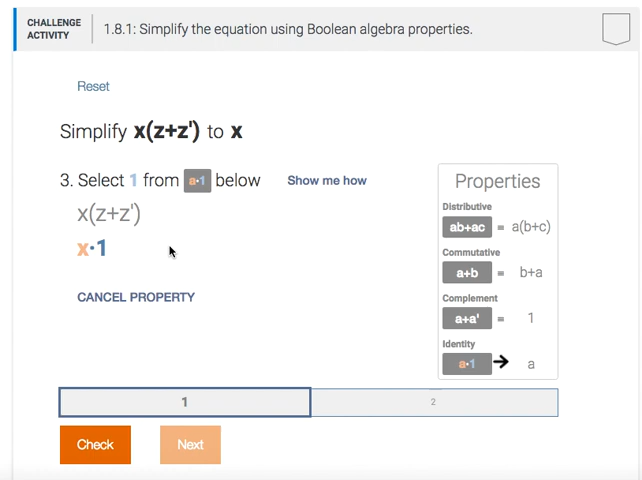 CHALLENGE
ACTIVITY
1.8.1: Simplify the equation using Boolean algebra properties.
Reset
Simplify x(z+z') to x
3. Select 1 from a·1 below Show me how
x(z+z')
x·1
CANCEL PROPERTY
Properties
Distributive
ab+ac = a(b+c)
Commutative
a+b = b+a
Complement
a+a' = 1
Identity
a·1 → a
1 2
Check Next